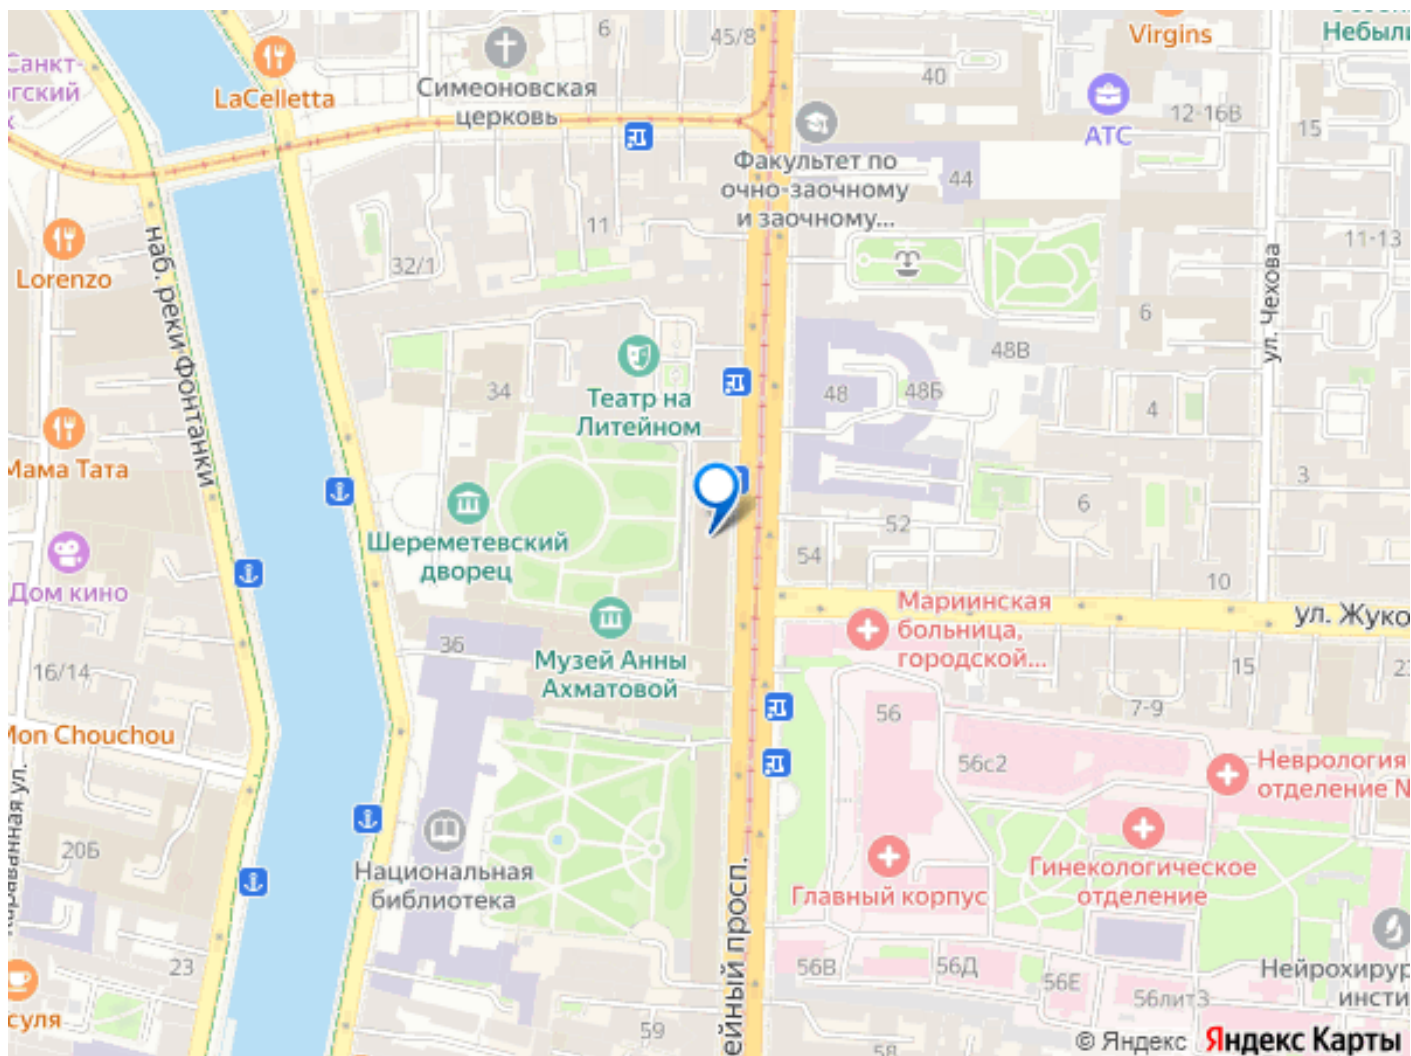 Санкт-
LaCelletta
Симеоновская
церковь
6
45/8
40
Virgins
АТС
12-16В
15
Факультет по
очно-заочному
и заочному...
44
11
32/1
Lorenzo
наб. реки Фонтанки
11-13
ул. Чехова
6
48В
48
48Б
4
34
Театр на
Литейном
Мама Тата
3
6
Шереметевский
дворец
52
54
10
Дом кино
Мариинская
больница,
городской...
ул. Жуко
36
Музей Анны
Ахматовой
16/14
15
7-9
Mon Chouchou
56
56с2
Неврология
отделение N
20Б
Национальная
библиотека
Главный корпус
Гинекологическое
отделение
23
56В
56Д
56Е
56лит3
Нейрохирур
инсти
59
58
ейный просп.
© Яндекс Яндекс Карты